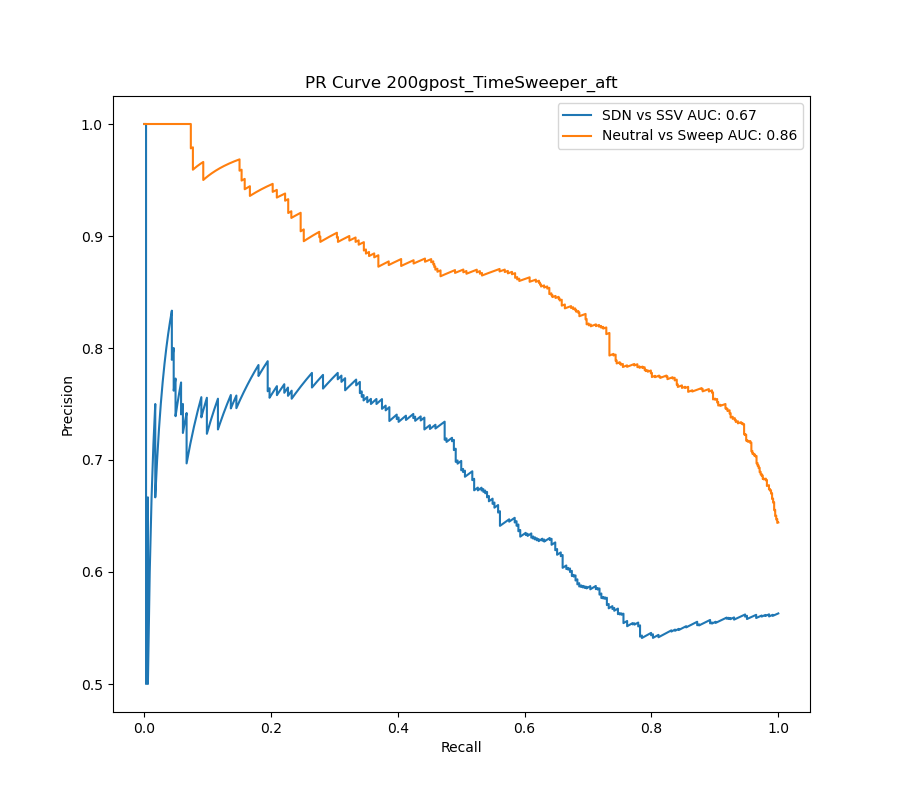 PR Curve 200gpost_TimeSweeper_aft
SDN vs SSV AUC: 0.67
Neutral vs Sweep AUC: 0.86
1.0
0.9
0.8
0.7
0.6
0.5
Precision
0.0
0.2
0.4
0.6
0.8
1.0
Recall